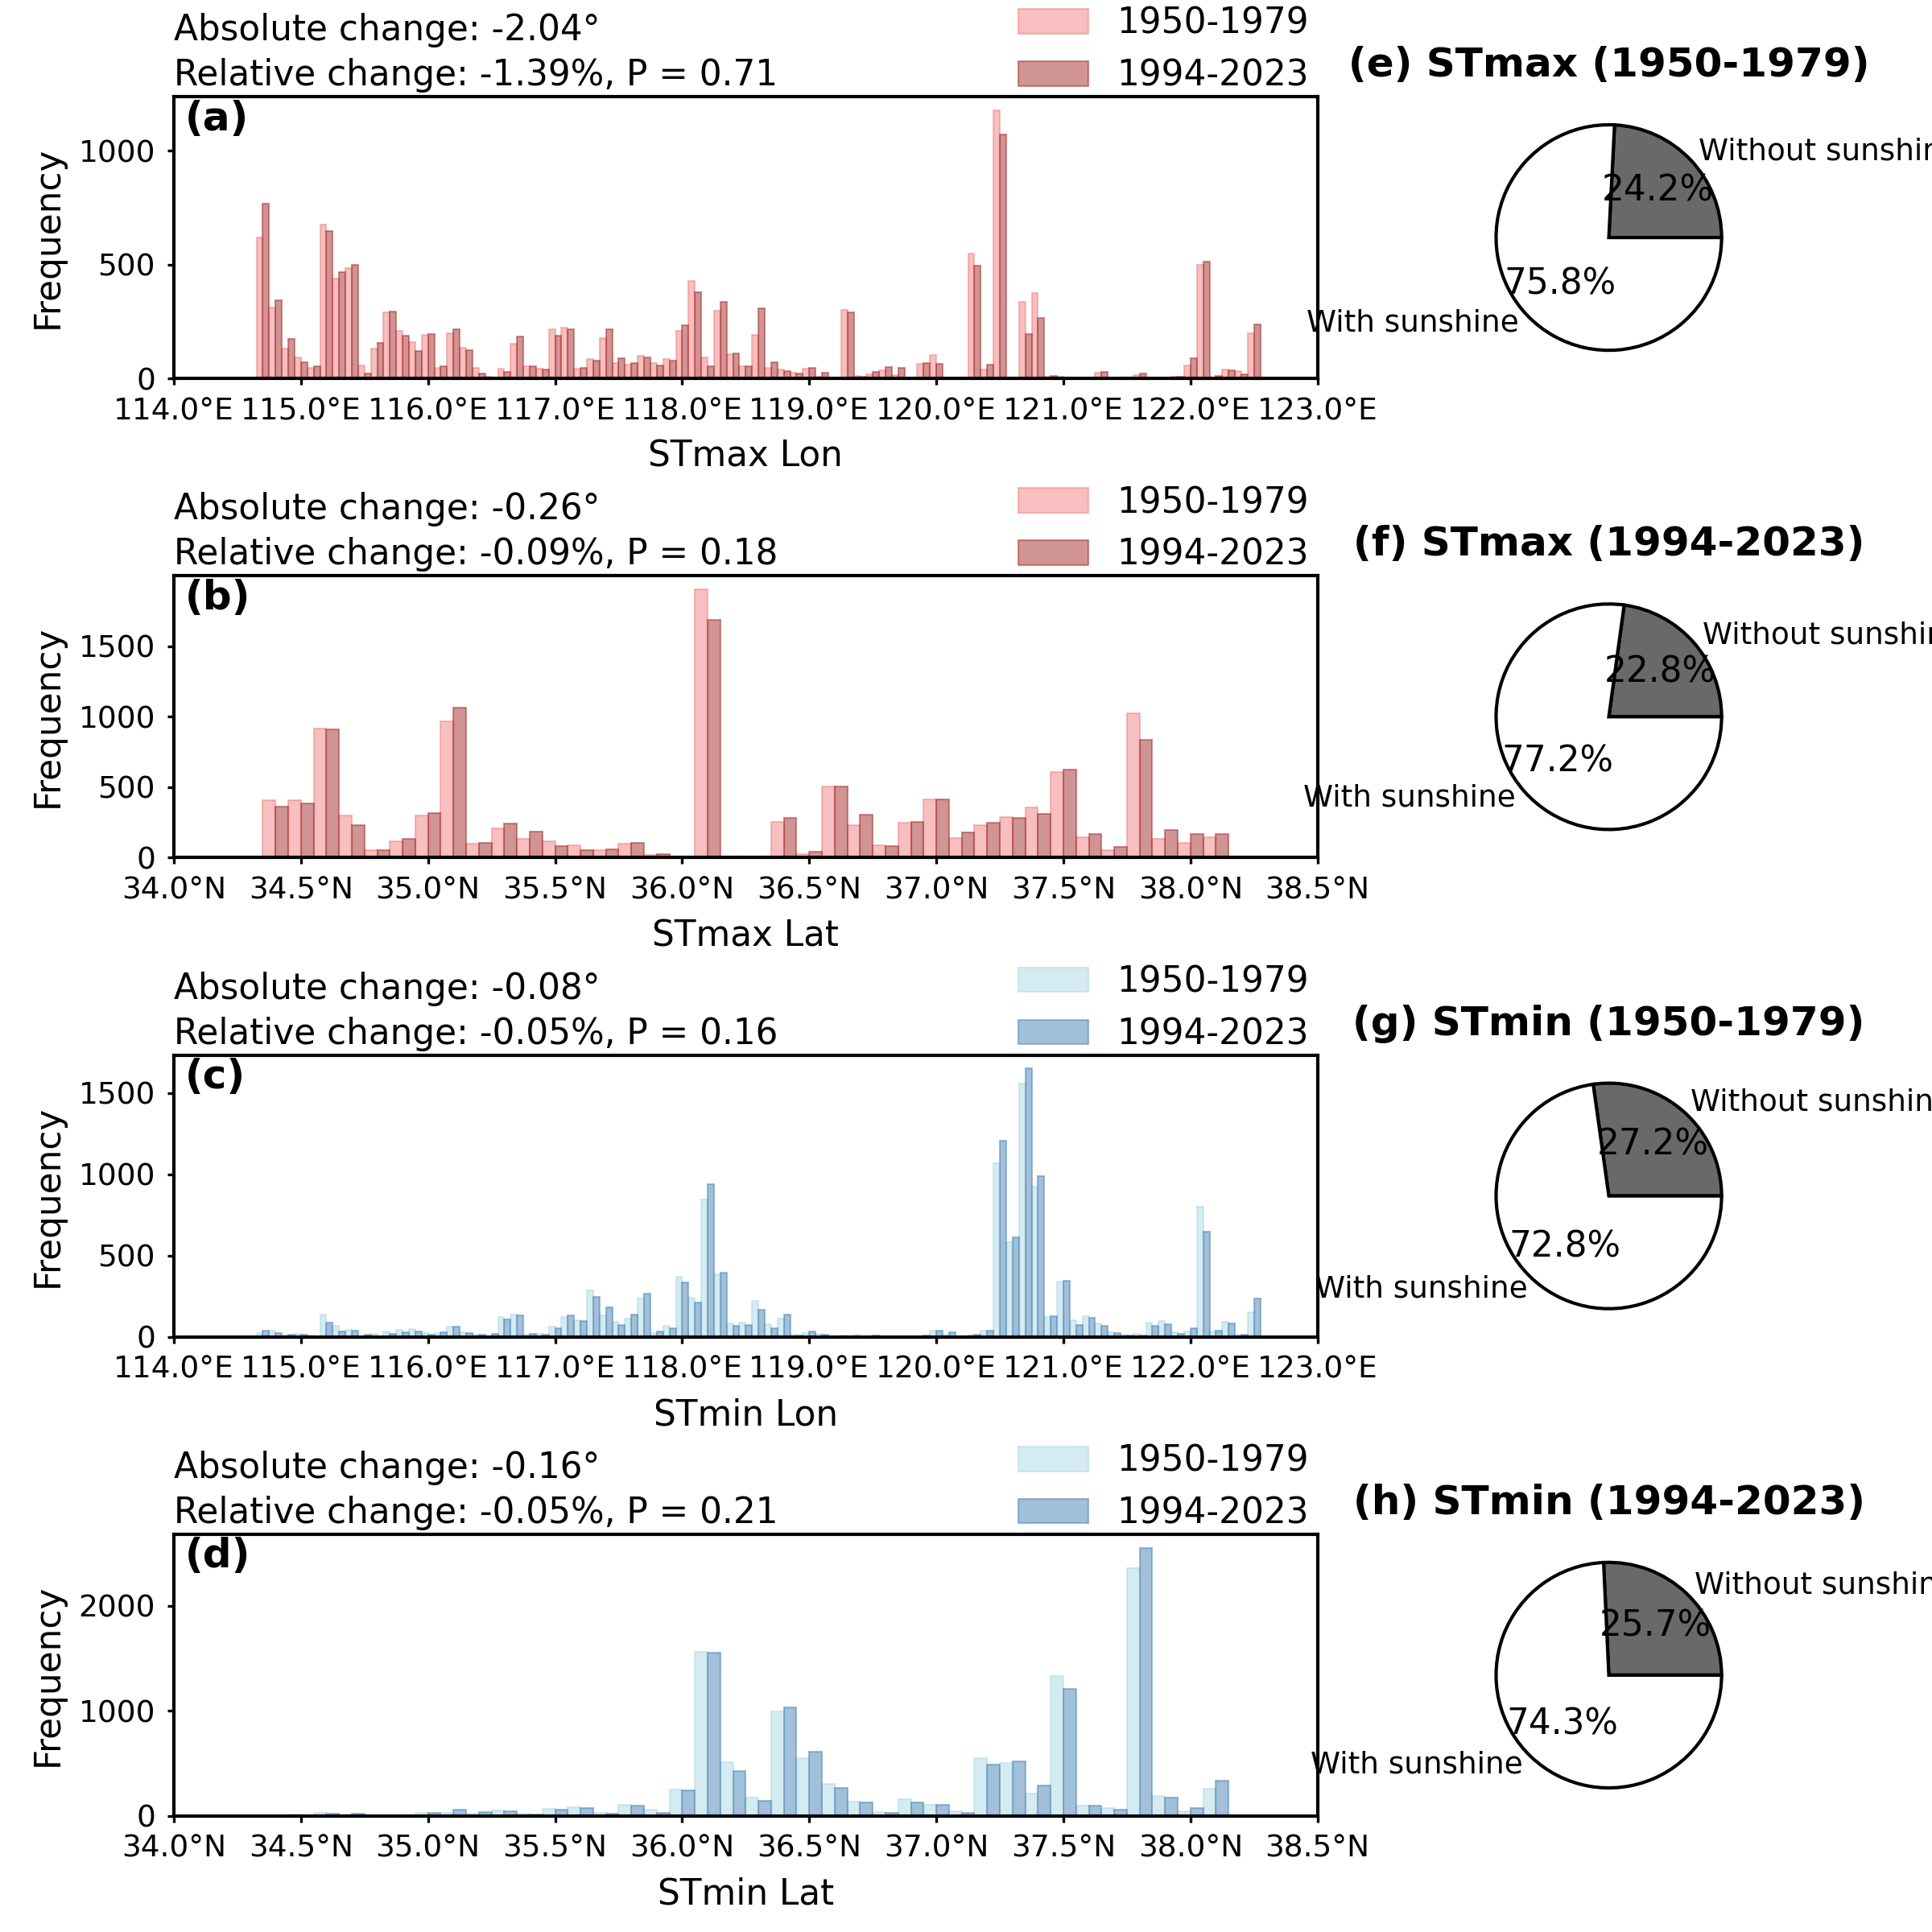 Absolute change: -2.04°
Relative change: -1.39%, P = 0.71
1950-1979
1994-2023
(a)
Frequency
1000
500
0
114.0°E 115.0°E 116.0°E 117.0°E 118.0°E 119.0°E 120.0°E 121.0°E 122.0°E 123.0°E
STmax Lon
(e) STmax (1950-1979)
Without sunshin
24.2%
75.8%
With sunshine
Absolute change: -0.26°
Relative change: -0.09%, P = 0.18
1950-1979
1994-2023
(b)
Frequency
1500
1000
500
0
34.0°N 34.5°N 35.0°N 35.5°N 36.0°N 36.5°N 37.0°N 37.5°N 38.0°N 38.5°N
STmax Lat
(f) STmax (1994-2023)
Without sunshin
22.8%
77.2%
With sunshine
Absolute change: -0.08°
Relative change: -0.05%, P = 0.16
1950-1979
1994-2023
(c)
Frequency
1500
1000
500
0
114.0°E 115.0°E 116.0°E 117.0°E 118.0°E 119.0°E 120.0°E 121.0°E 122.0°E 123.0°E
STmin Lon
(g) STmin (1950-1979)
Without sunshin
27.2%
72.8%
With sunshine
Absolute change: -0.16°
Relative change: -0.05%, P = 0.21
1950-1979
1994-2023
(d)
Frequency
2000
1000
0
34.0°N 34.5°N 35.0°N 35.5°N 36.0°N 36.5°N 37.0°N 37.5°N 38.0°N 38.5°N
STmin Lat
(h) STmin (1994-2023)
Without sunshin
25.7%
74.3%
With sunshine